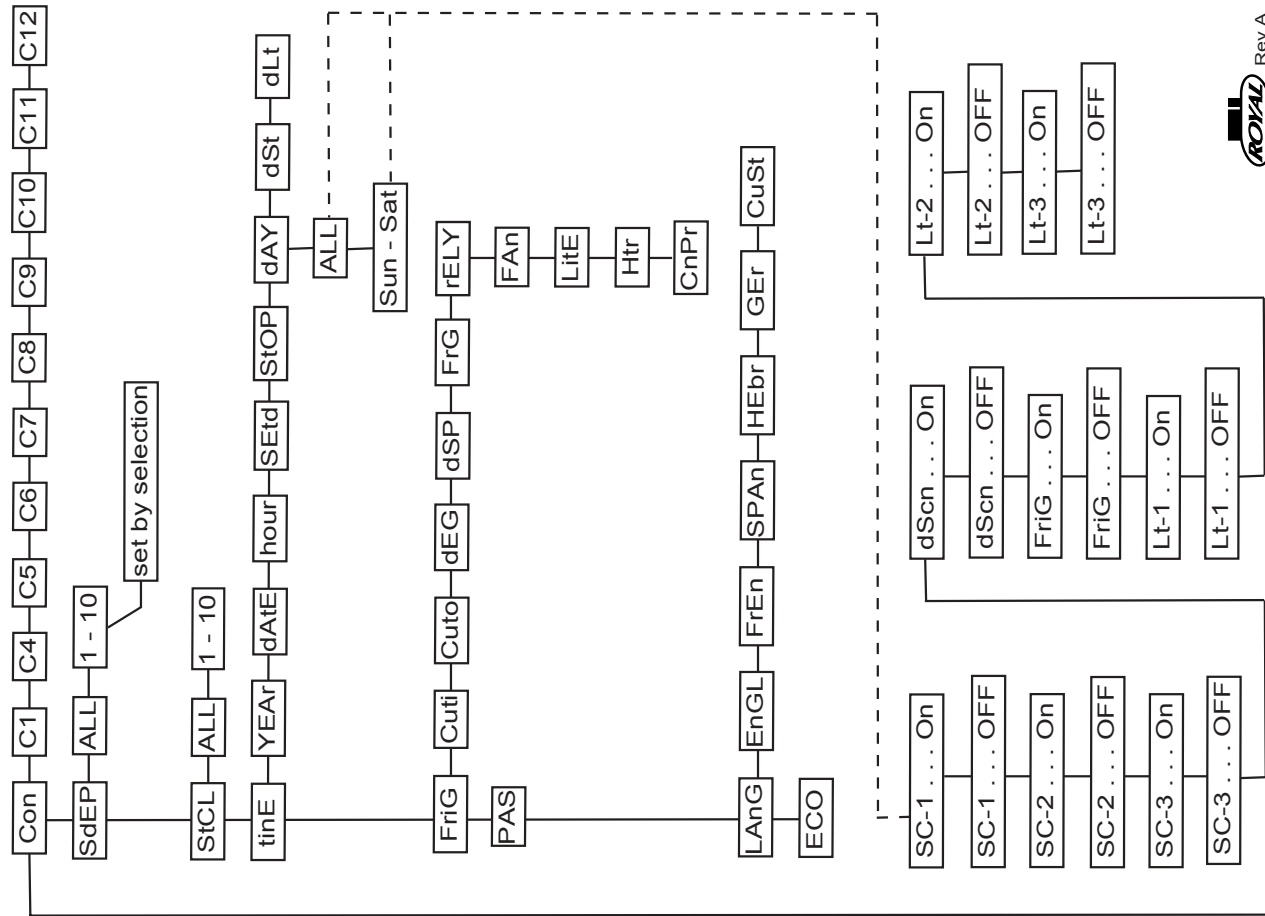 Con C1 C4 C5 C6 C7 C8 C9 C10 C11 C12
SdEP ALL 1 - 10
set by selection
StCL ALL 1 - 10
tinE YEAr dAtE hour SEtd StOP dAY dSt dLt
ALL
Sun - Sat
FriG Cuti Cuto dEG dSP FrG rELY
FAn
LitE
Htr
CnPr
PAS
LAnG EnGL FrEn SPAn HEbr GEr CuSt
ECO
SC-1 . . . On
SC-1 . . . OFF
SC-2 . . . On
SC-2 . . . OFF
SC-3 . . . On
SC-3 . . . OFF
dScn . . . On
dScn . . . OFF
FriG . . . On
FriG . . . OFF
Lt-1 . . . On
Lt-1 . . . OFF
Lt-2 . . . On
Lt-2 . . . OFF
Lt-3 . . . On
Lt-3 . . . OFF
ROYAL
Rev A